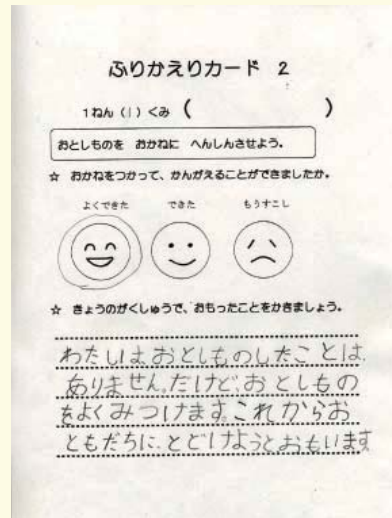 ふりかえりカード 2
1ねん(1)くみ( )
おとしものを おかねに へんしんさせよう。
☆ おかねをつかって、かんがえることができましたか。
よくできた できた もうすこし
☆ きょうのがくしゅうで、おもったことをかきましょう。
わたしは、おとしものしたことは、
ありません。だけど、おとしもの
をよくみつけます。これからお
ともだちに、とどけようとおもいます